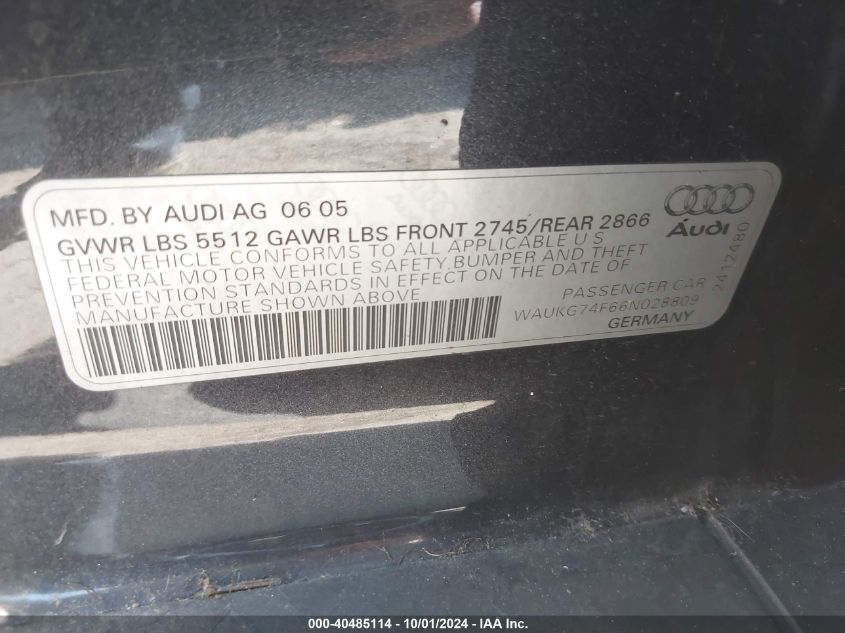 MFD. BY AUDI AG 06 05
GVWR LBS 5512 GAWR LBS FRONT 2745/REAR 2866
THIS VEHICLE CONFORMS TO ALL APPLICABLE U S
FEDERAL MOTOR VEHICLE SAFETY,BUMPER AND THEFT
PREVENTION STANDARDS IN EFFECT ON THE DATE OF
MANUFACTURE SHOWN ABOVE
PASSENGER CAR
WAUKG74F66N028809
GERMANY
Audi
2412480
000-40485114 - 10/01/2024 - IAA Inc.